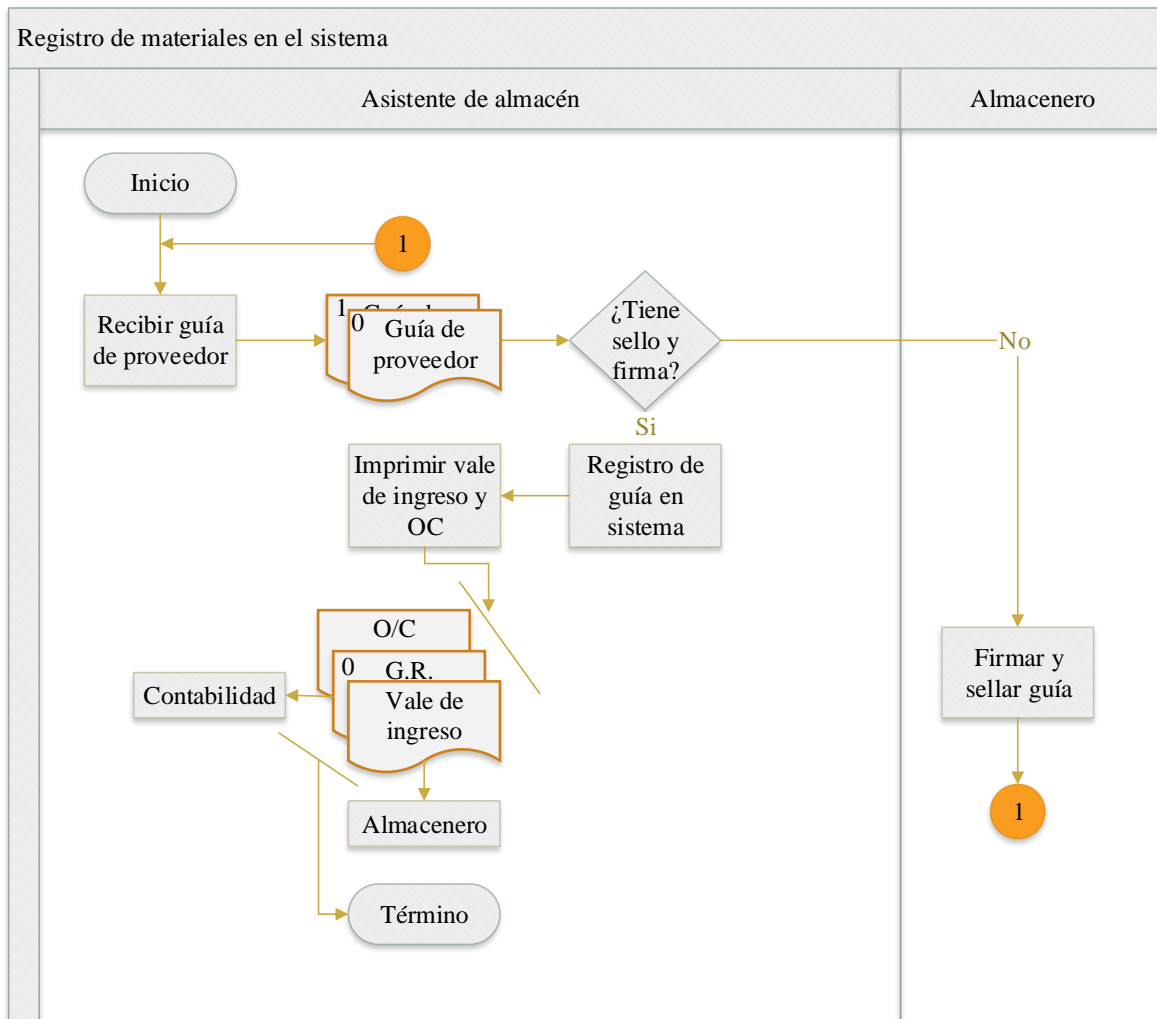 Registro de materiales en el sistema
Asistente de almacén
Almacenero
Inicio
1
Recibir guía
de proveedor
1
0
Guía de
proveedor
¿Tiene
sello y
firma?
No
Si
Imprimir vale
de ingreso y
OC
Registro de
guía en
sistema
O/C
0
G.R.
Vale de
ingreso
Contabilidad
Firmar y
sellar guía
1
Almacenero
Término